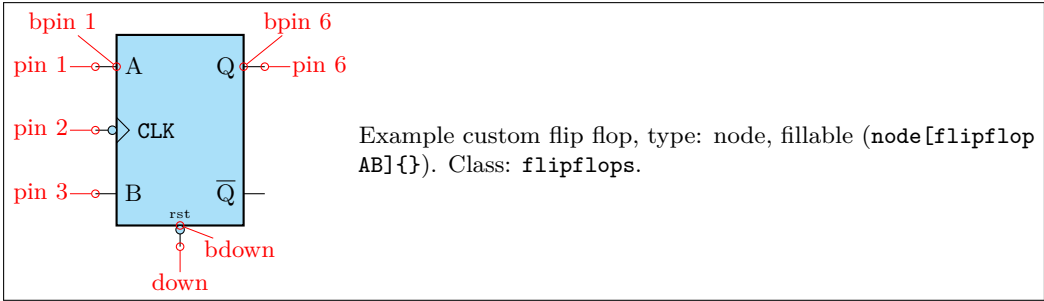 bpin 1
bpin 6
pin 1
A
Q
pin 6
pin 2
CLK
pin 3
B
Q̅
rst
bdown
down
Example custom flip flop, type: node, fillable (node[flipflop
AB]{}). Class: flipflops.